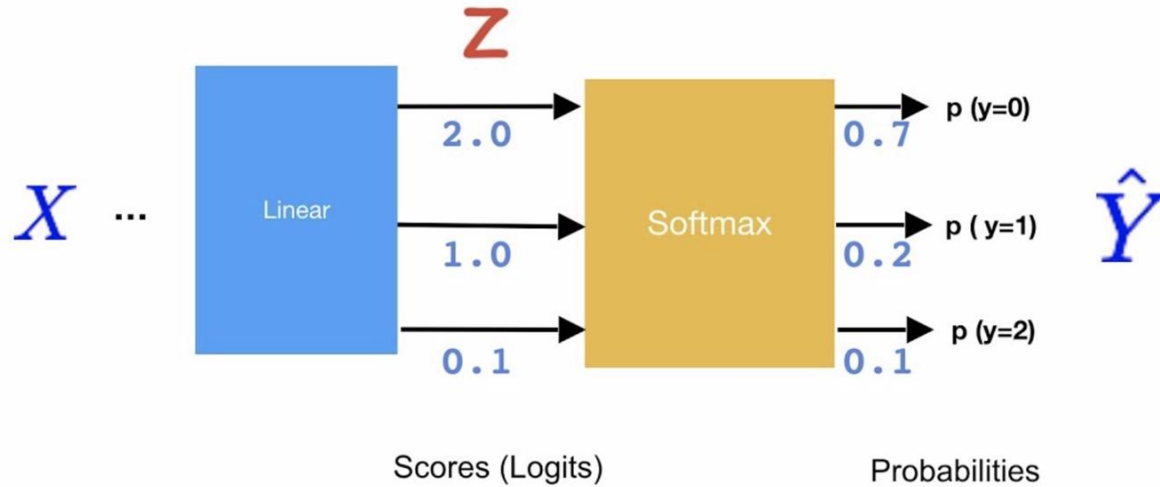 Z
2.0
0.7
p (y=0)
X ...
Linear
Softmax
Ŷ
1.0
0.2
p ( y=1)
0.1
0.1
p (y=2)
Scores (Logits)
Probabilities